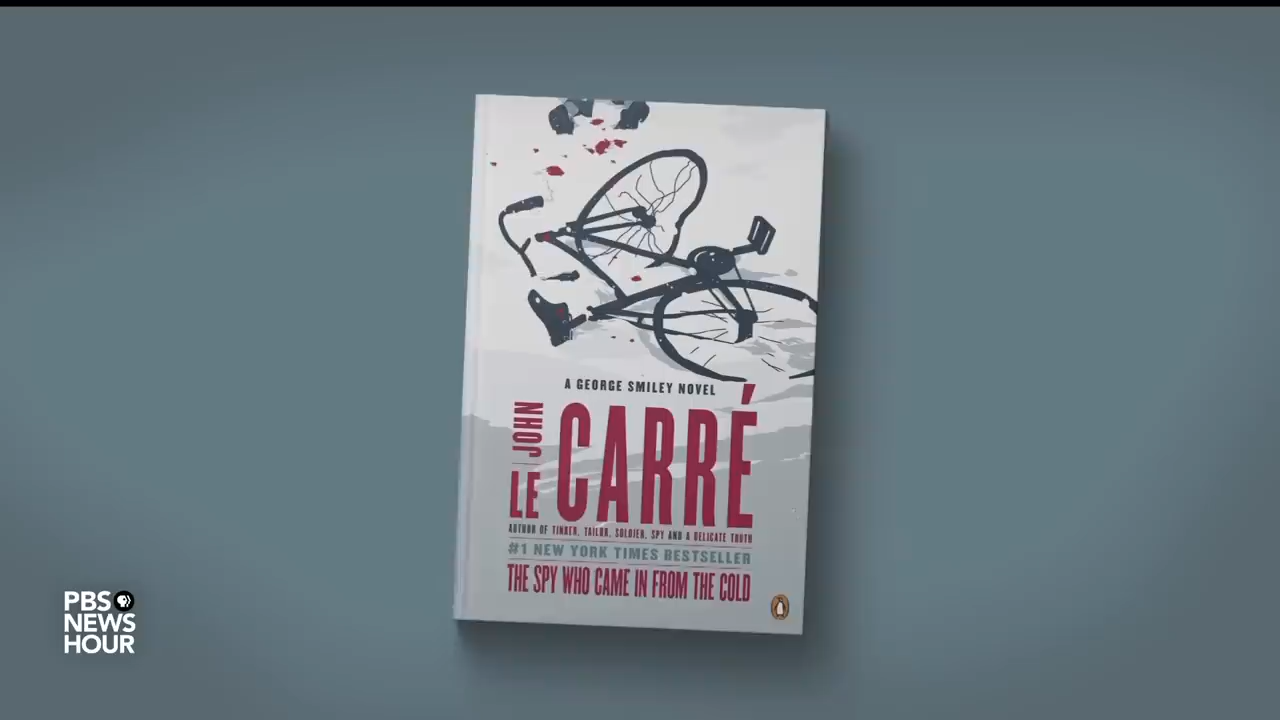 A GEORGE SMILEY NOVEL
JOHN
LE CARRÉ
AUTHOR OF TINKER, TAILOR, SOLDIER, SPY AND A DELICATE TRUTH
#1 NEW YORK TIMES BESTSELLER
THE SPY WHO CAME IN FROM THE COLD
PBS
NEWS
HOUR